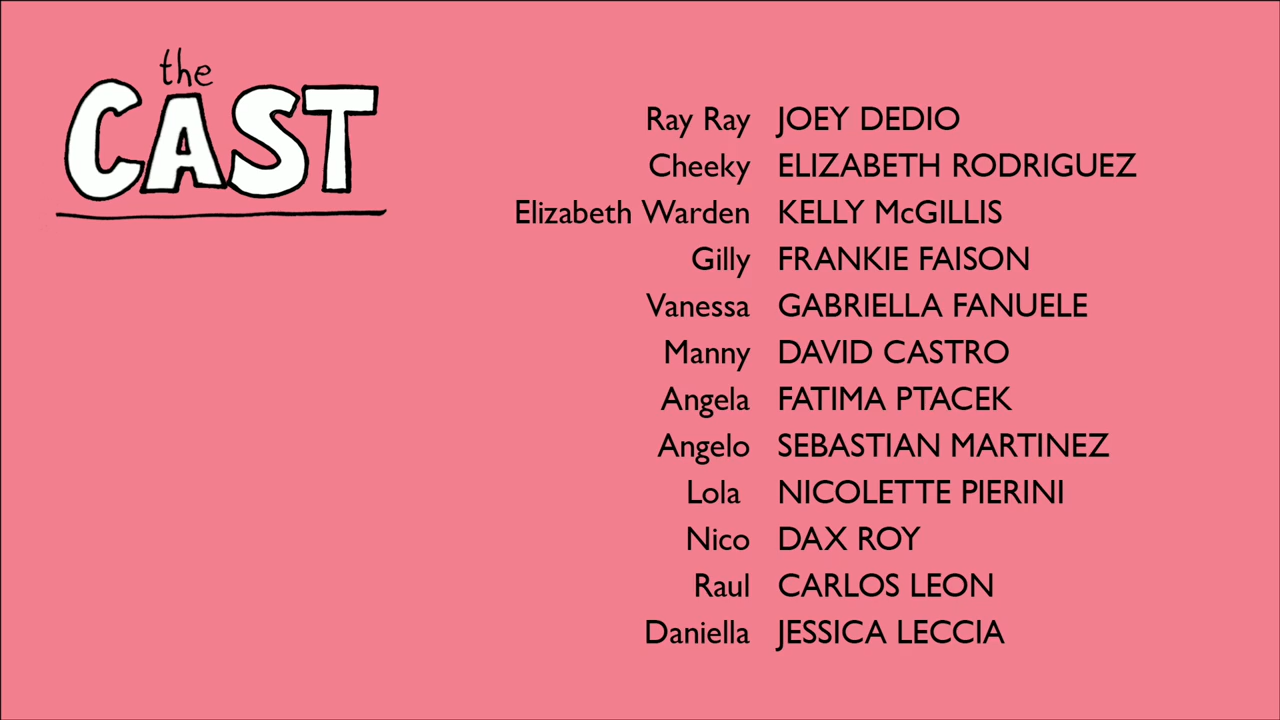 the
CAST
Ray Ray JOEY DEDIO
Cheeky ELIZABETH RODRIGUEZ
Elizabeth Warden KELLY McGILLIS
Gilly FRANKIE FAISON
Vanessa GABRIELLA FANUELE
Manny DAVID CASTRO
Angela FATIMA PTACEK
Angelo SEBASTIAN MARTINEZ
Lola NICOLETTE PIERINI
Nico DAX ROY
Raul CARLOS LEON
Daniella JESSICA LECCIA